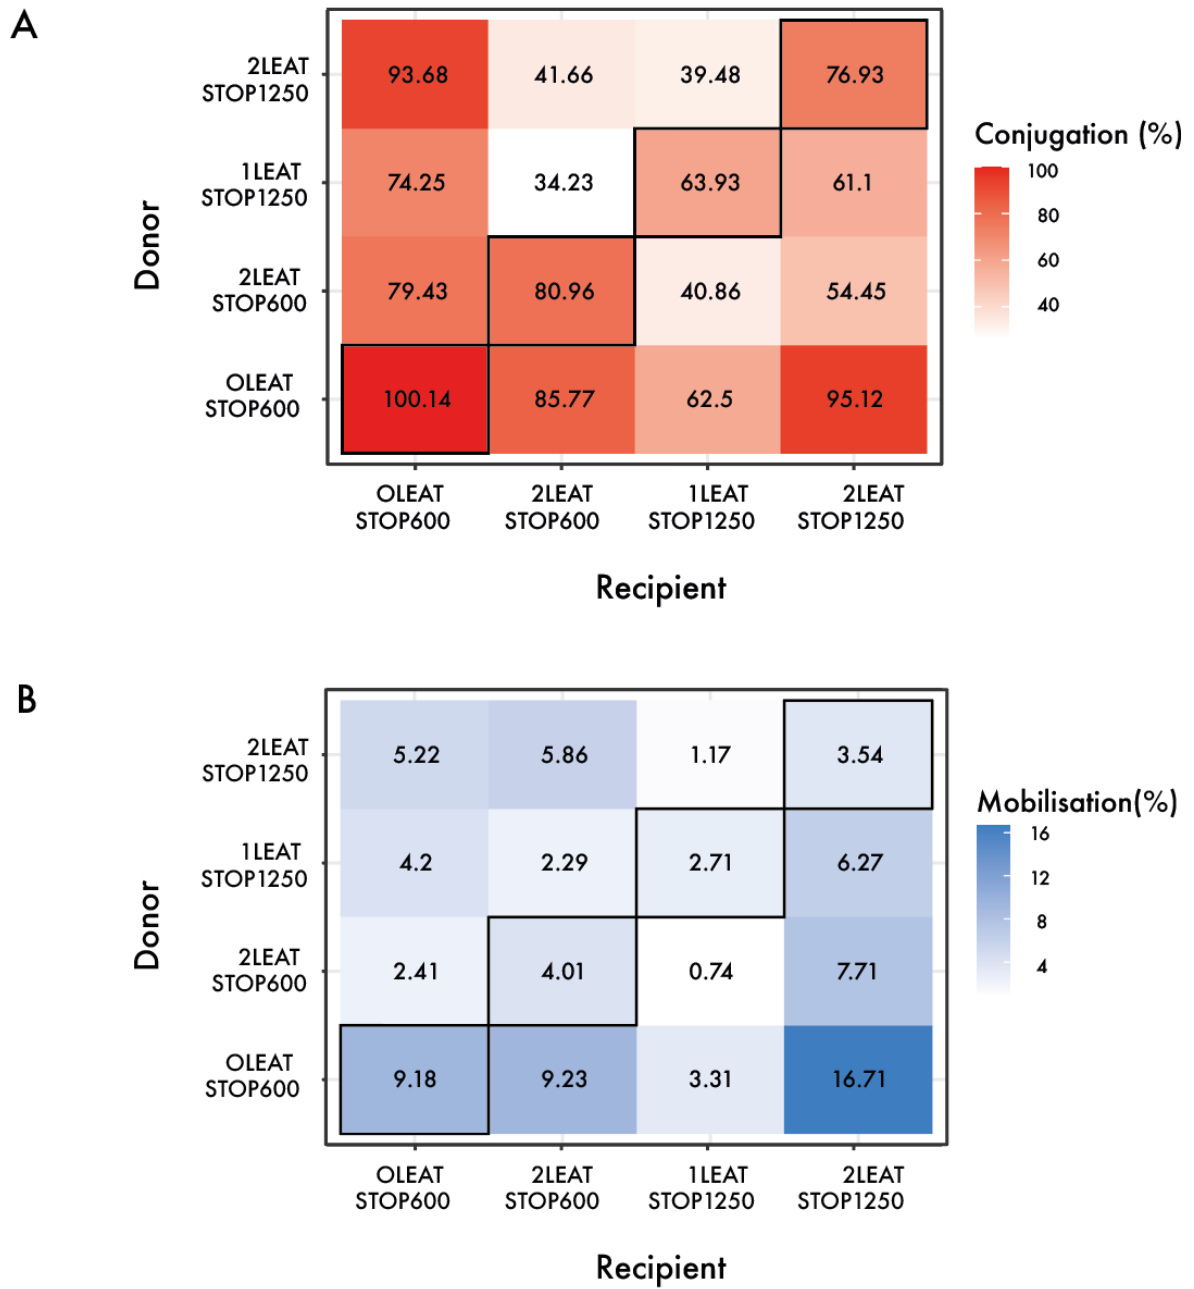 A
2LEAT
STOP1250
93.68 41.66 39.48 76.93
1LEAT
STOP1250
74.25 34.23 63.93 61.1
2LEAT
STOP600
79.43 80.96 40.86 54.45
OLEAT
STOP600
100.14 85.77 62.5 95.12
Donor
OLEAT 2LEAT 1LEAT 2LEAT
STOP600 STOP600 STOP1250 STOP1250
Recipient
Conjugation (%)
100
80
60
40
B
2LEAT
STOP1250
5.22 5.86 1.17 3.54
1LEAT
STOP1250
4.2 2.29 2.71 6.27
2LEAT
STOP600
2.41 4.01 0.74 7.71
OLEAT
STOP600
9.18 9.23 3.31 16.71
Donor
OLEAT 2LEAT 1LEAT 2LEAT
STOP600 STOP600 STOP1250 STOP1250
Recipient
Mobilisation(%)
16
12
8
4